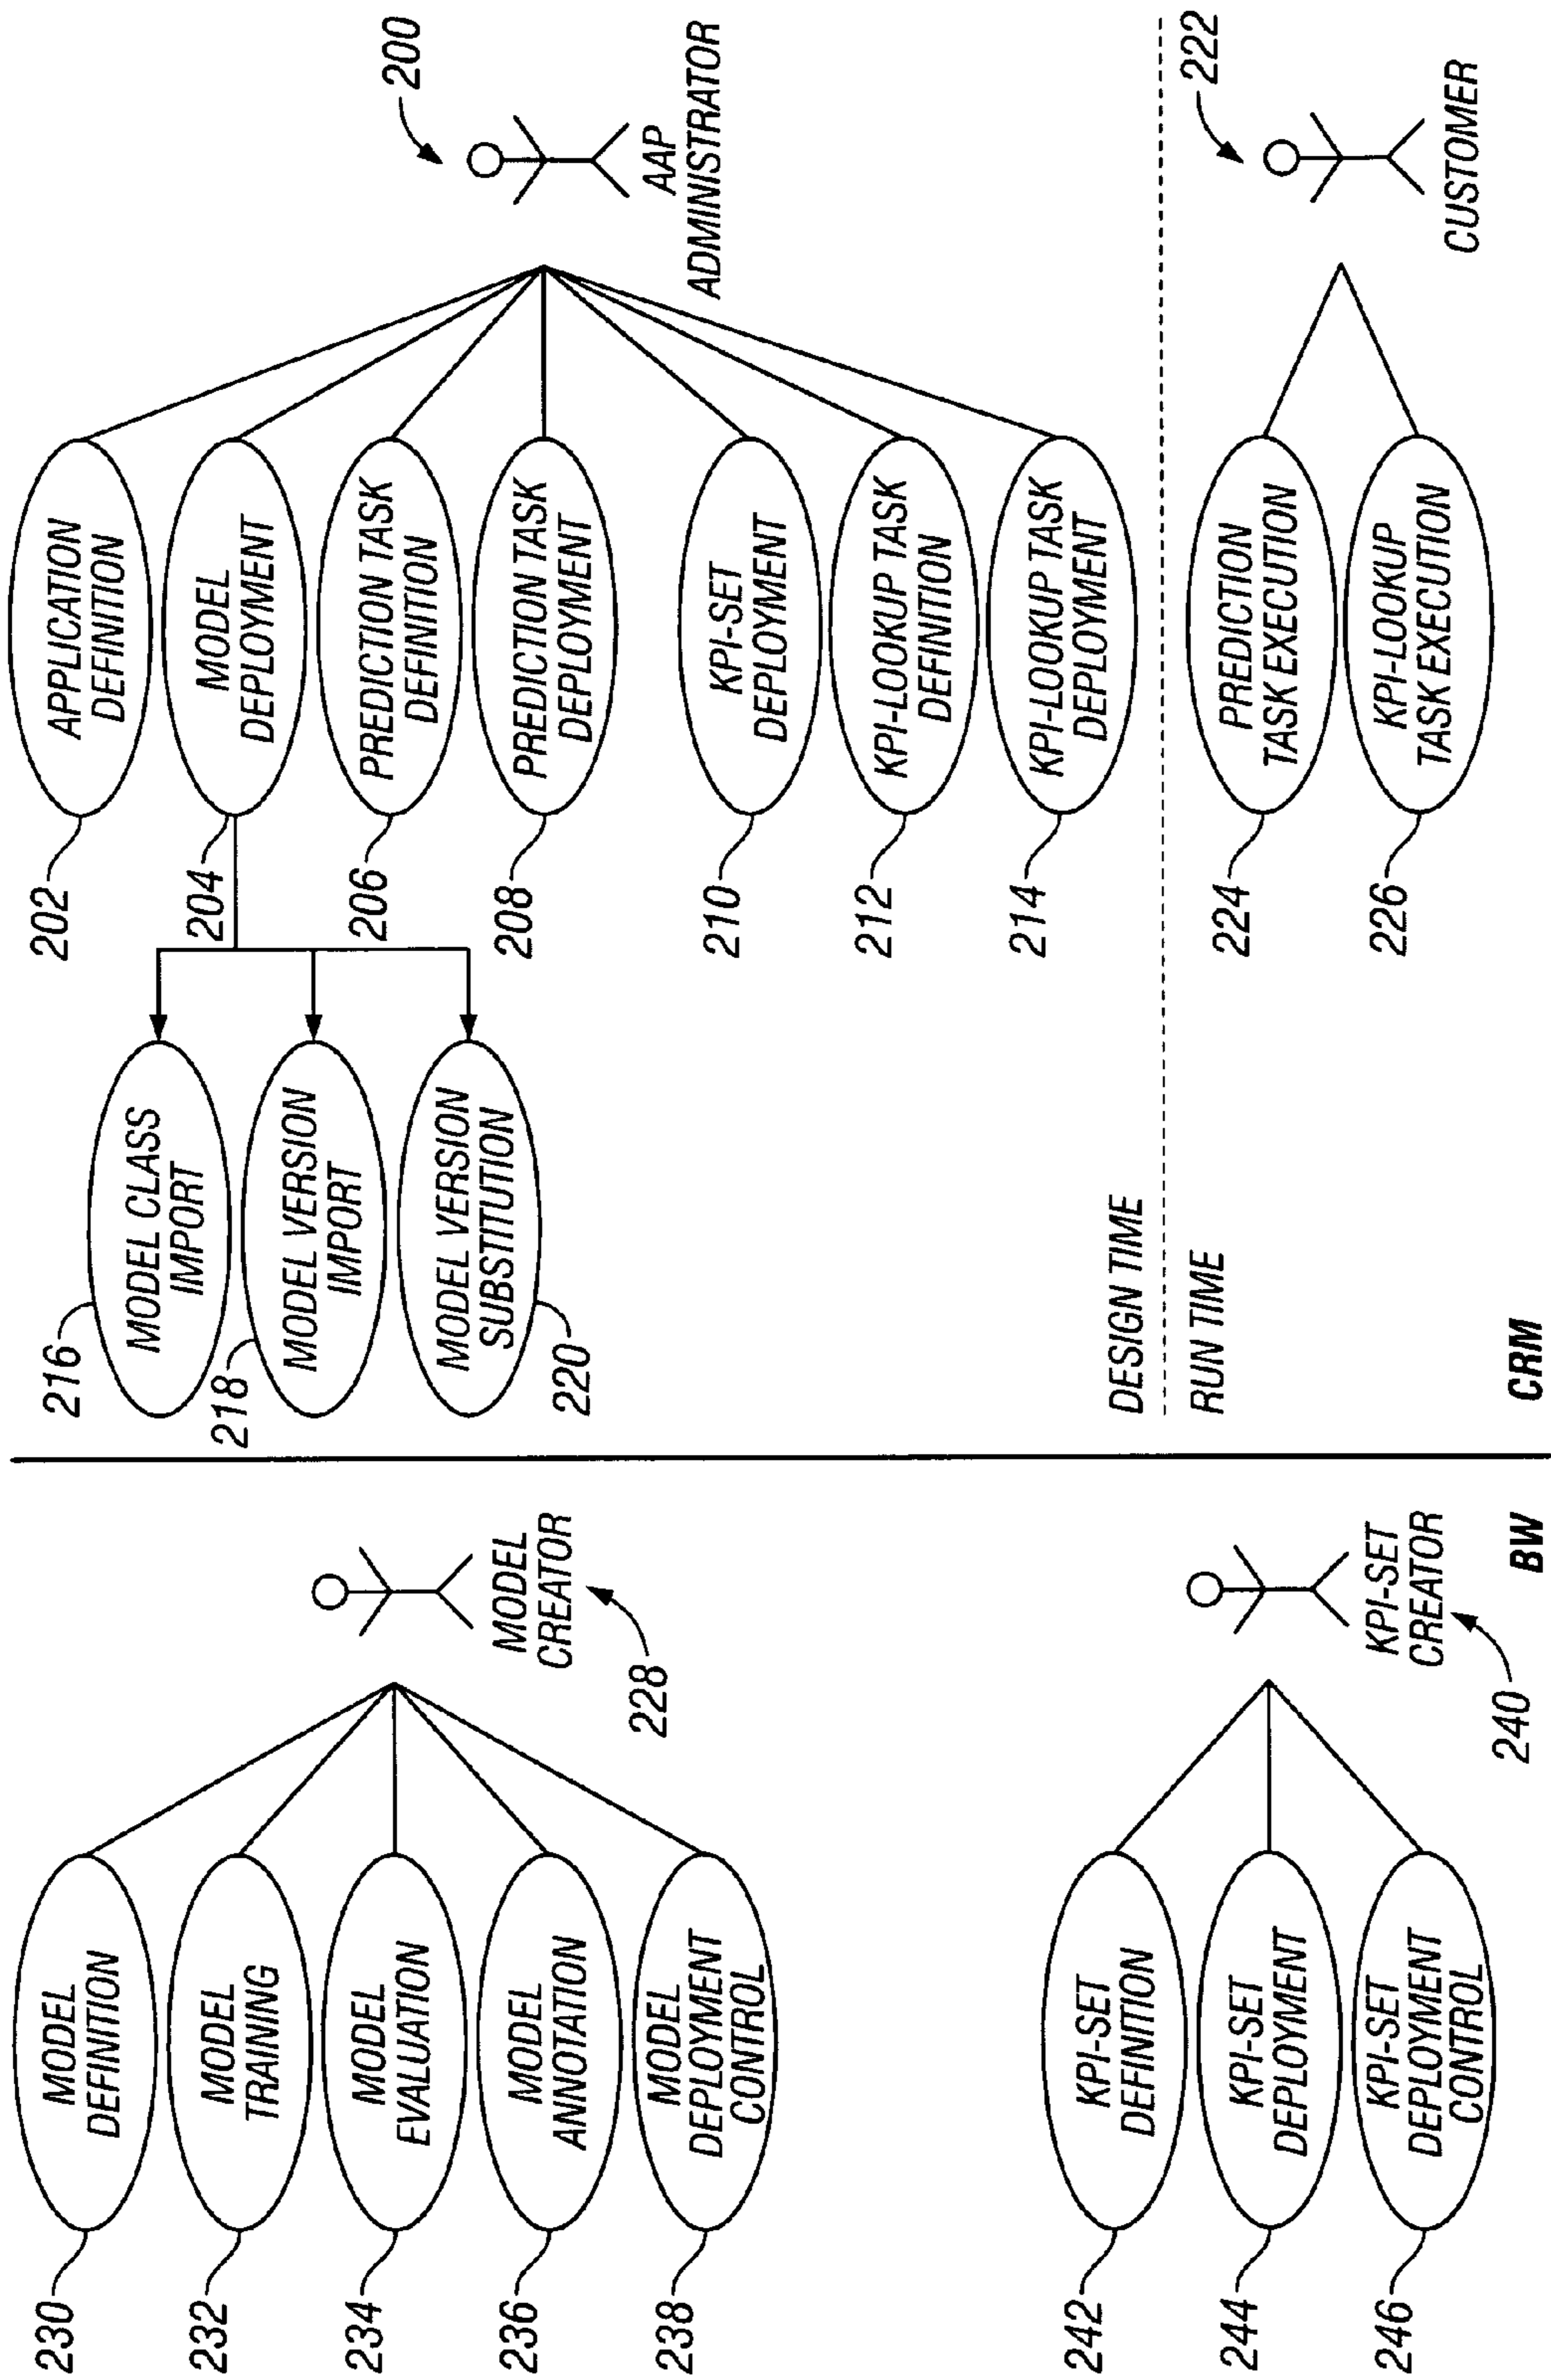 230
MODEL
DEFINITION
232
MODEL
TRAINING
234
MODEL
EVALUATION
236
MODEL
ANNOTATION
238
MODEL
DEPLOYMENT
CONTROL
MODEL
CREATOR
228
242
KPI-SET
DEFINITION
244
KPI-SET
DEPLOYMENT
246
KPI-SET
DEPLOYMENT
CONTROL
KPI-SET
CREATOR
240
BW
216
MODEL CLASS
IMPORT
218
MODEL VERSION
IMPORT
220
MODEL VERSION
SUBSTITUTION
202
APPLICATION
DEFINITION
204
MODEL
DEPLOYMENT
206
PREDICTION TASK
DEFINITION
208
PREDICTION TASK
DEPLOYMENT
210
KPI-SET
DEPLOYMENT
212
KPI-LOOKUP TASK
DEFINITION
214
KPI-LOOKUP TASK
DEPLOYMENT
200
AAP
ADMINISTRATOR
DESIGN TIME
RUN TIME
224
PREDICTION
TASK EXECUTION
226
KPI-LOOKUP
TASK EXECUTION
222
CUSTOMER
CRM